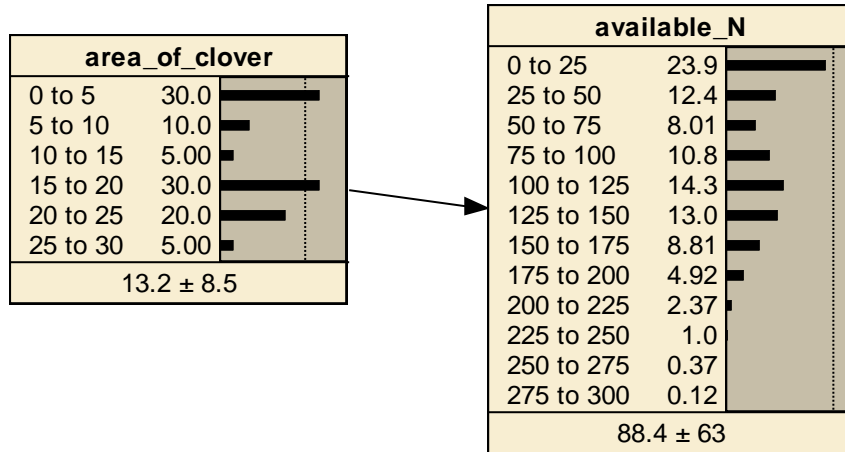 area_of_clover
0 to 5 30.0
5 to 10 10.0
10 to 15 5.00
15 to 20 30.0
20 to 25 20.0
25 to 30 5.00
13.2 ± 8.5
available_N
0 to 25 23.9
25 to 50 12.4
50 to 75 8.01
75 to 100 10.8
100 to 125 14.3
125 to 150 13.0
150 to 175 8.81
175 to 200 4.92
200 to 225 2.37
225 to 250 1.0
250 to 275 0.37
275 to 300 0.12
88.4 ± 63